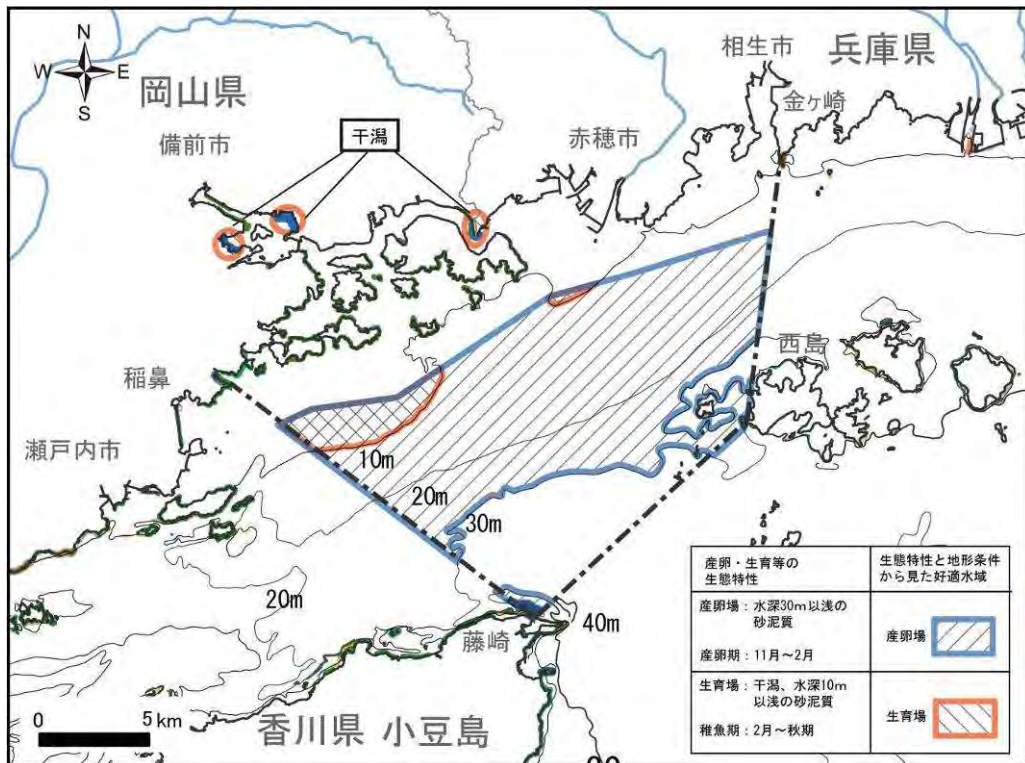 N
W
E
S
岡山県
備前市
干潟
赤穂市
相生市
兵庫県
金ヶ崎
西島
稲鼻
瀬戸内市
10m
20m
30m
20m
40m
藤崎
香川県 小豆島
0
5km
産卵・生育等の
生態特性
生態特性と地形条件
から見た好適水域
産卵場:水深30m以浅の
砂泥質
産卵期:11月~2月
産卵場
生育場:干潟、水深10m
以浅の砂泥質
稚魚期:2月~秋期
生育場